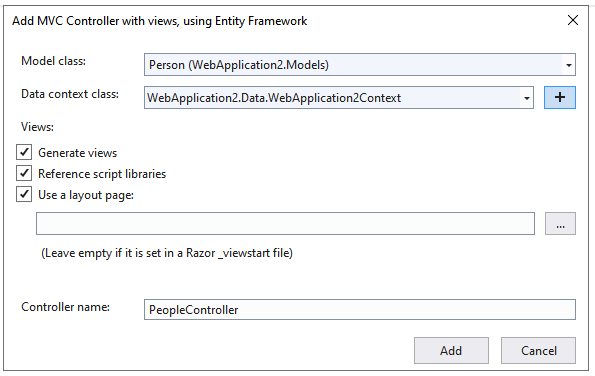 Add MVC Controller with views, using Entity Framework
Model class: Person (WebApplication2.Models)
Data context class: WebApplication2.Data.WebApplication2Context +
Views:
Generate views
Reference script libraries
Use a layout page:
...
(Leave empty if it is set in a Razor _viewstart file)
Controller name: PeopleController
Add Cancel